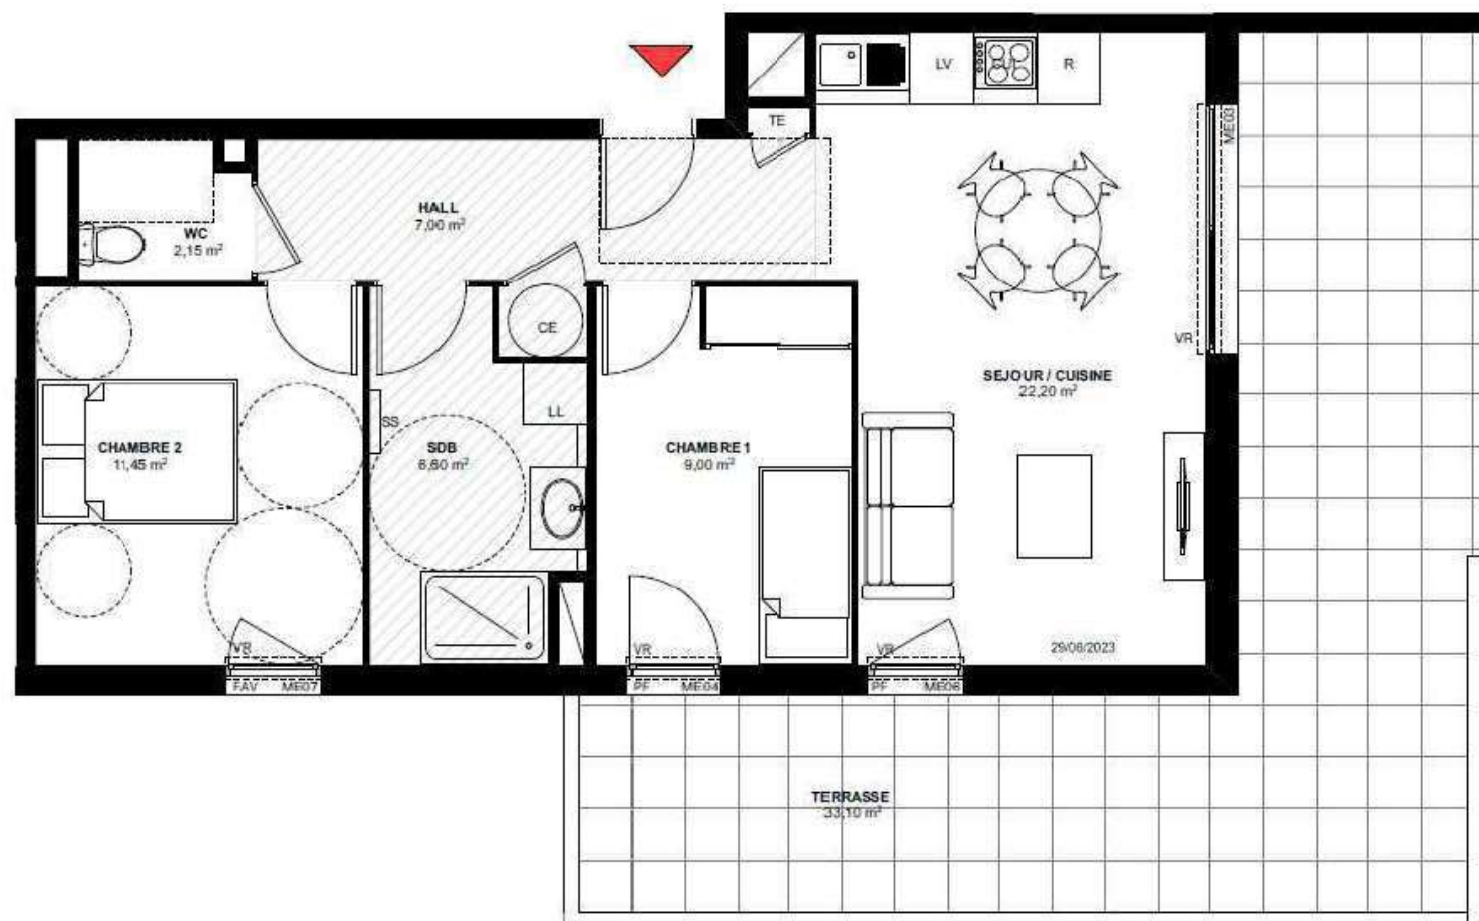 LV
CUI
R
TE
ME03
HALL
7,00 m²
WC
2,15 m²
CE
VR
SEJOUR / CUISINE
22,20 m²
LL
SS
CHAMBRE 2
11,45 m²
SDB
6,60 m²
CHAMBRE 1
9,00 m²
VR
VR
VR
29/06/2023
FAV
ME07
PF
ME04
PF
ME06
TERRASSE
33,10 m²